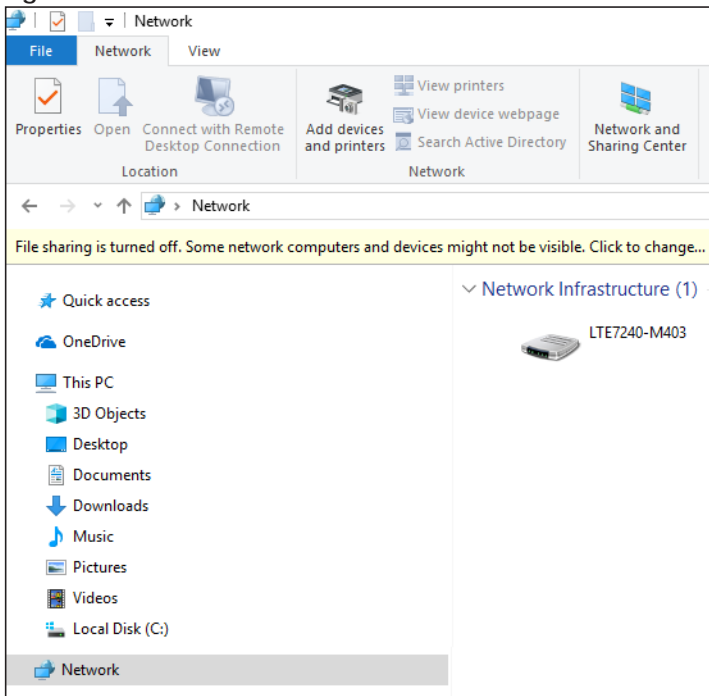 Network
File Network View
Properties Open Connect with Remote Desktop Connection
Add devices and printers
View printers
View device webpage
Search Active Directory
Network and Sharing Center
Location Network
Network
File sharing is turned off. Some network computers and devices might not be visible. Click to change...
Quick access
OneDrive
This PC
3D Objects
Desktop
Documents
Downloads
Music
Pictures
Videos
Local Disk (C:)
Network
Network Infrastructure (1)
LTE7240-M403